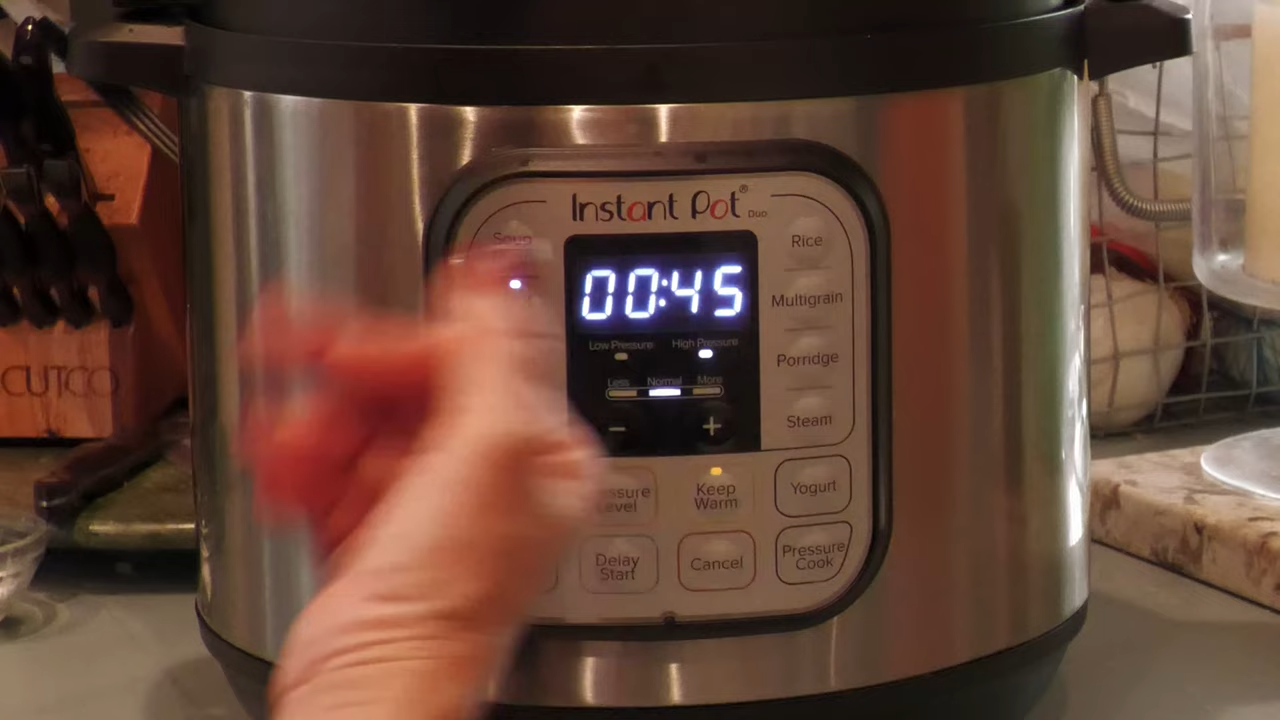 CUTCO
Instant Pot®
Duo
Soup
00:45
Low Pressure
High Pressure
Less
Normal
More
−
+
Rice
Multigrain
Porridge
Steam
Keep
Warm
Yogurt
Delay
Start
Cancel
Pressure
Cook